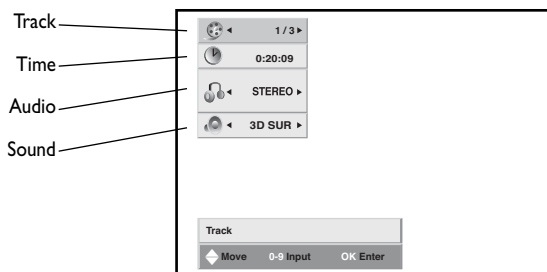 Track
Time
Audio
Sound
1 / 3
0:20:09
STEREO
3D SUR
Track
Move 0-9 Input OK Enter